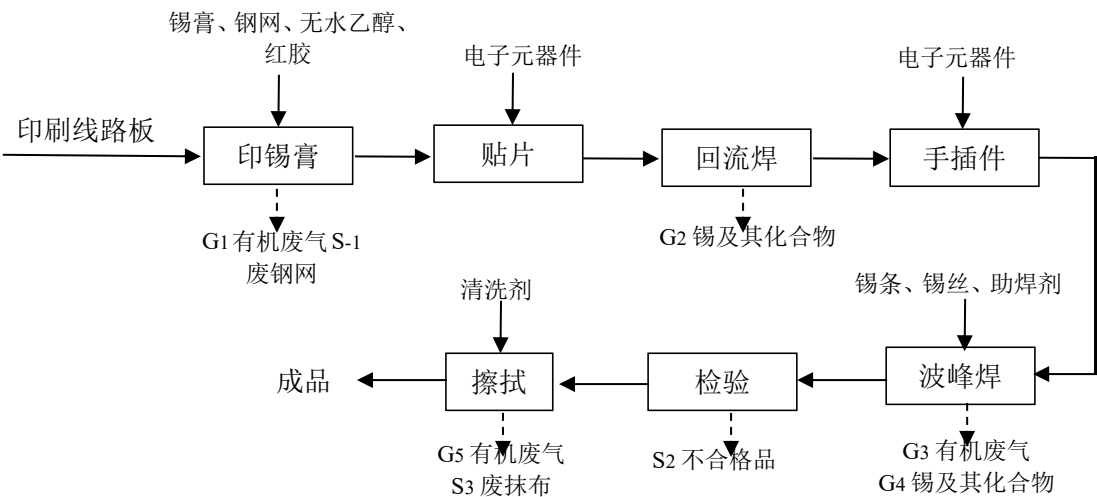 锡膏、钢网、无水乙醇、
红胶
电子元器件
电子元器件
印刷线路板
印锡膏
贴片
回流焊
手插件
G1有机废气 S-1
废钢网
G2 锡及其化合物
清洗剂
锡条、锡丝、助焊剂
成品
擦拭
检验
波峰焊
G5 有机废气
S3 废抹布
S2 不合格品
G3 有机废气
G4 锡及其化合物